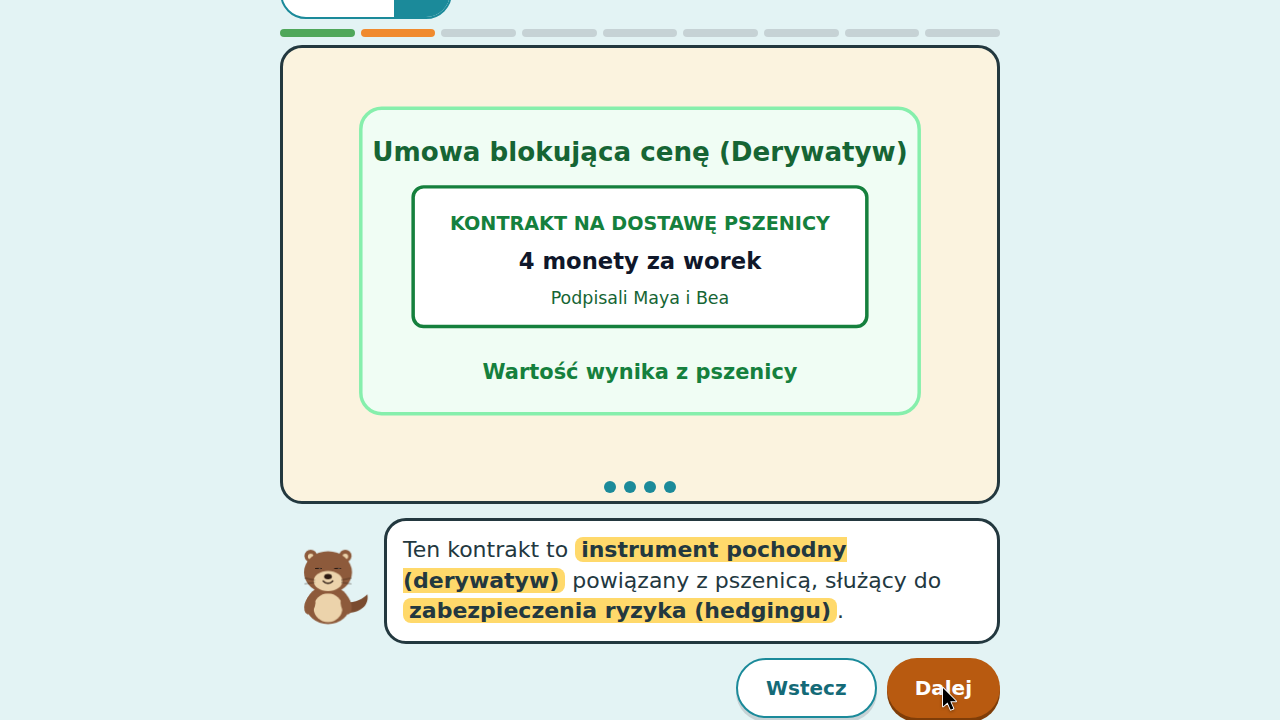 Umowa blokująca cenę (Derywatyw)
KONTRAKT NA DOSTAWĘ PSZENICY
4 monety za worek
Podpisali Maya i Bea
Wartość wynika z pszenicy
Ten kontrakt to instrument pochodny
(derywatyw) powiązany z pszenicą, służący do
zabezpieczenia ryzyka (hedgingu).
Wstecz
Dalej